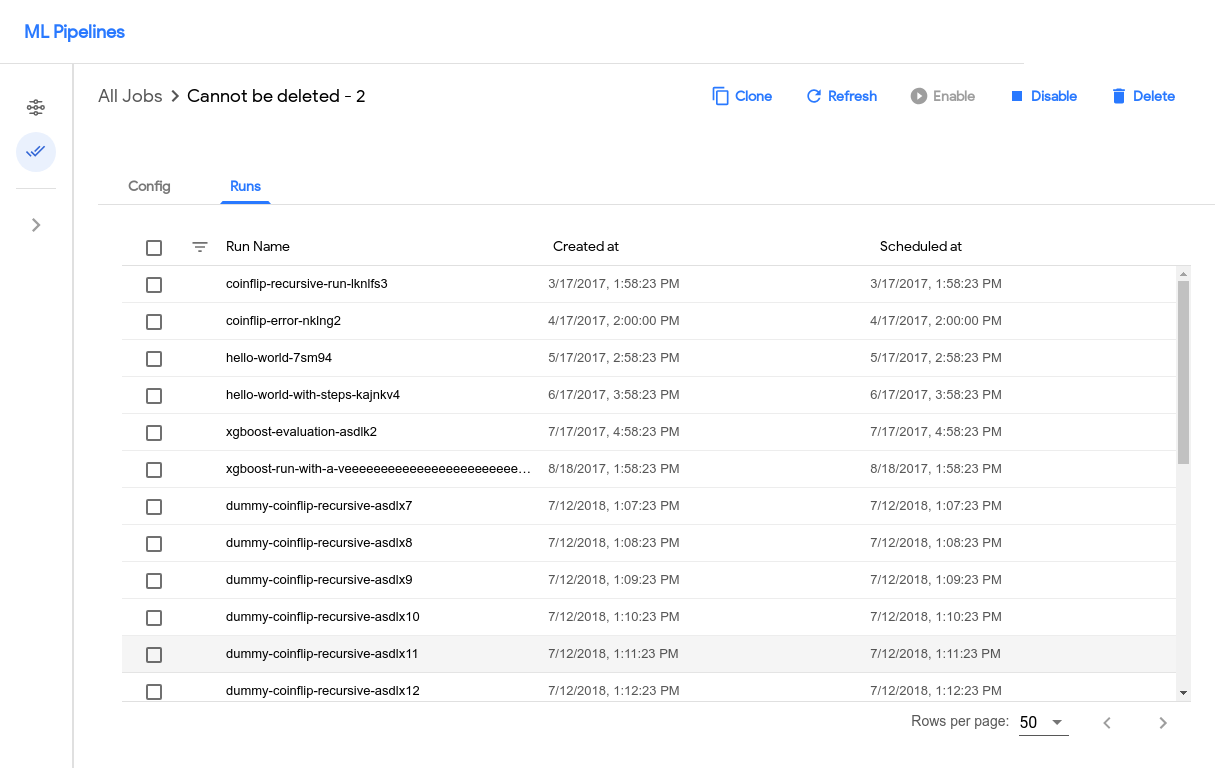 ML Pipelines
All Jobs Cannot be deleted - 2 Clone Refresh Enable Disable Delete
Config Runs
Run Name Created at Scheduled at
coinflip-recursive-run-lknlfs3 3/17/2017, 1:58:23 PM 3/17/2017, 1:58:23 PM
coinflip-error-nklng2 4/17/2017, 2:00:00 PM 4/17/2017, 2:00:00 PM
hello-world-7sm94 5/17/2017, 2:58:23 PM 5/17/2017, 2:58:23 PM
hello-world-with-steps-kajnkv4 6/17/2017, 3:58:23 PM 6/17/2017, 3:58:23 PM
xgboost-evaluation-asdlk2 7/17/2017, 4:58:23 PM 7/17/2017, 4:58:23 PM
xgboost-run-with-a-veeeeeeeeeeeeeeeeeeeeeeee… 8/18/2017, 1:58:23 PM 8/18/2017, 1:58:23 PM
dummy-coinflip-recursive-asdlx7 7/12/2018, 1:07:23 PM 7/12/2018, 1:07:23 PM
dummy-coinflip-recursive-asdlx8 7/12/2018, 1:08:23 PM 7/12/2018, 1:08:23 PM
dummy-coinflip-recursive-asdlx9 7/12/2018, 1:09:23 PM 7/12/2018, 1:09:23 PM
dummy-coinflip-recursive-asdlx10 7/12/2018, 1:10:23 PM 7/12/2018, 1:10:23 PM
dummy-coinflip-recursive-asdlx11 7/12/2018, 1:11:23 PM 7/12/2018, 1:11:23 PM
dummy-coinflip-recursive-asdlx12 7/12/2018, 1:12:23 PM 7/12/2018, 1:12:23 PM
Rows per page: 50